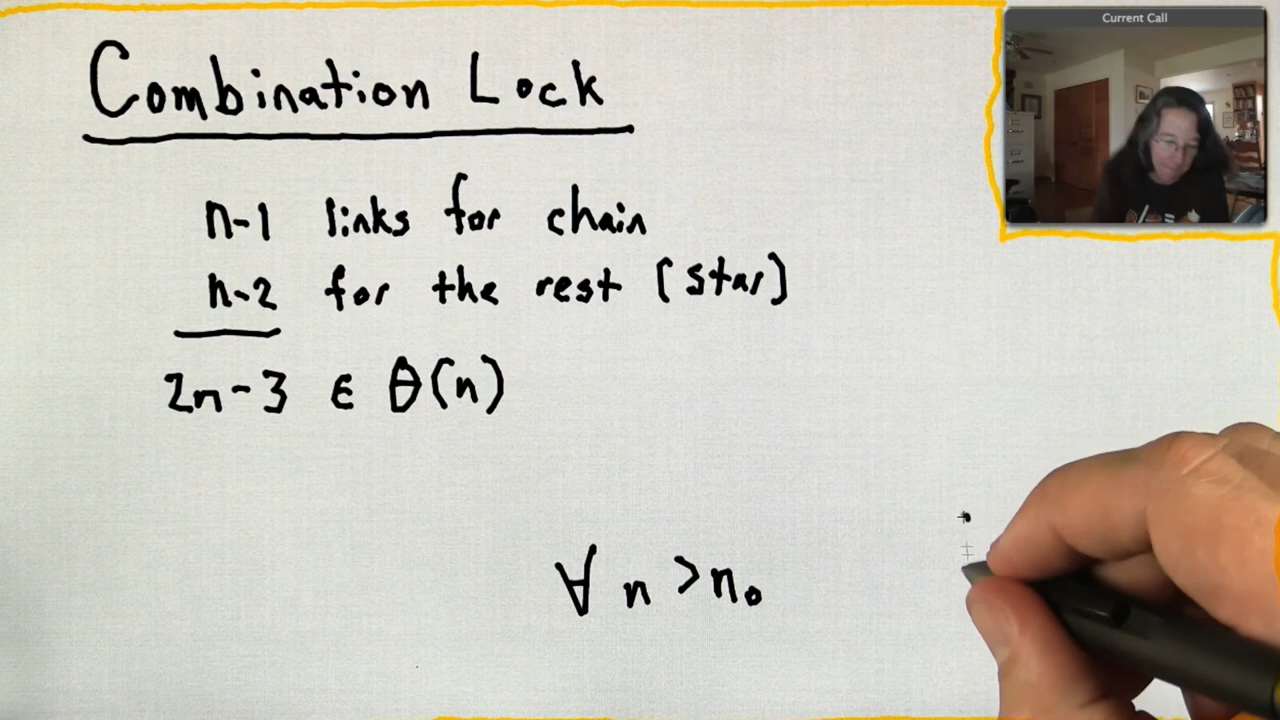 Combination Lock
Current Call
n-1 links for chain
n-2 for the rest [star]
2n-3 ∈ θ(n)
∀ n > n₀